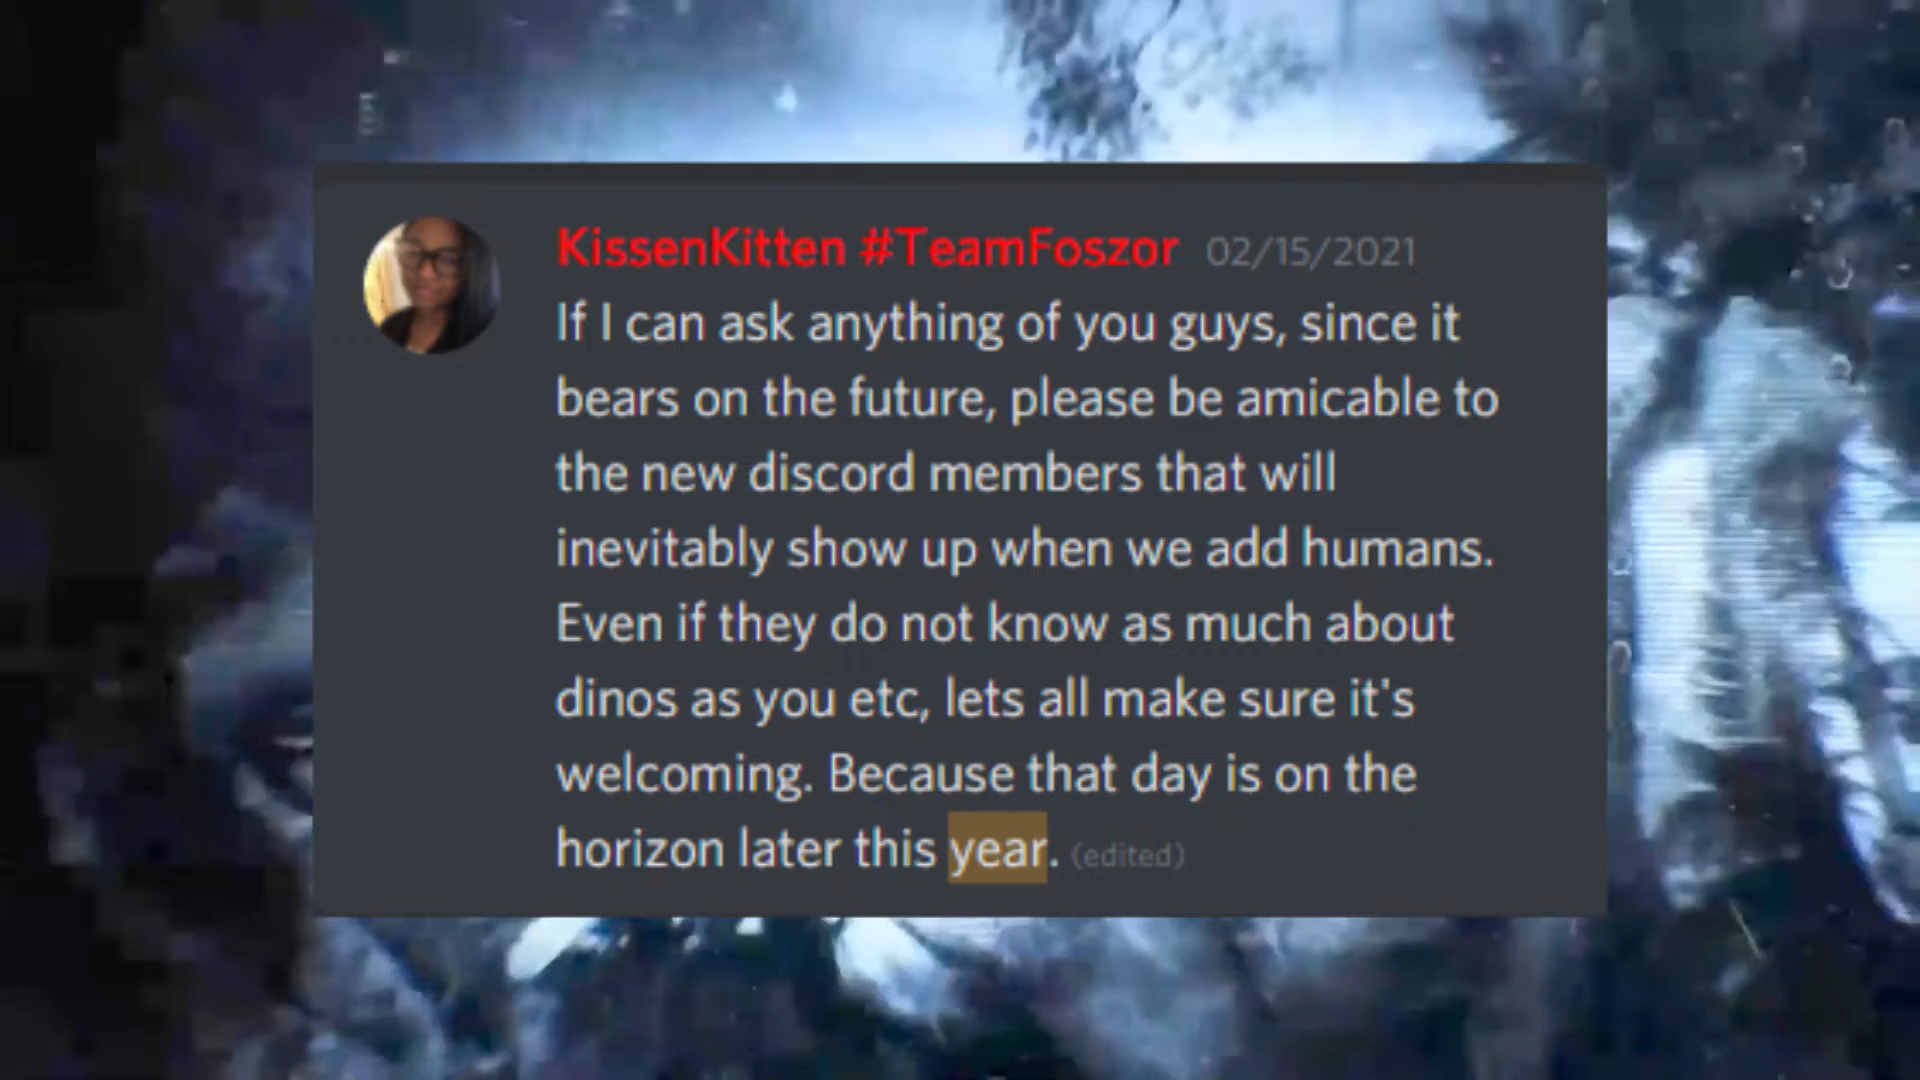 KissenKitten #TeamFoszor 02/15/2021
If I can ask anything of you guys, since it
bears on the future, please be amicable to
the new discord members that will
inevitably show up when we add humans.
Even if they do not know as much about
dinos as you etc, lets all make sure it's
welcoming. Because that day is on the
horizon later this year. (edited)